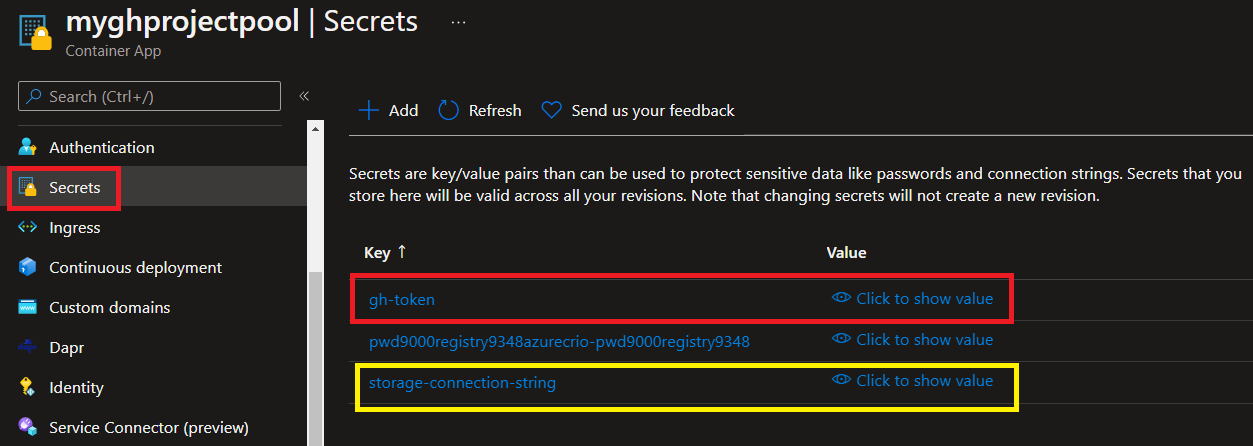 myghprojectpool | Secrets ...
Container App
Search (Ctrl+/)
«
Authentication
Secrets
Ingress
Continuous deployment
Custom domains
Dapr
Identity
Service Connector (preview)
Add Refresh Send us your feedback
Secrets are key/value pairs than can be used to protect sensitive data like passwords and connection strings. Secrets that you
store here will be valid across all your revisions. Note that changing secrets will not create a new revision.
Key ↑ Value
gh-token Click to show value
pwd9000registry9348azurecrio-pwd9000registry9348 Click to show value
storage-connection-string Click to show value